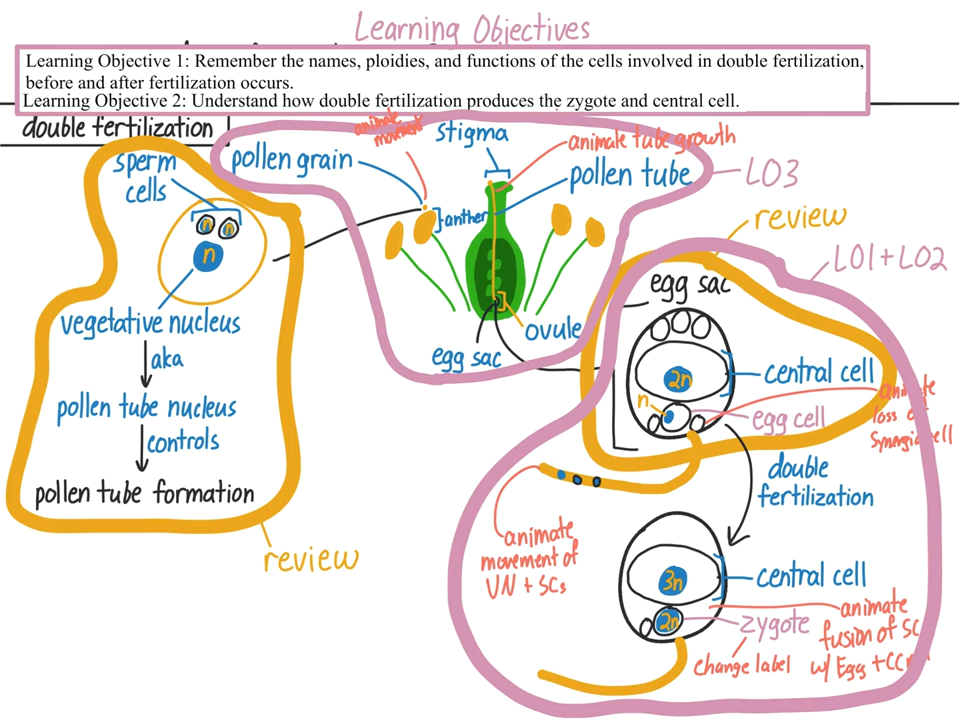 Learning Objectives
Learning Objective 1: Remember the names, ploidies, and functions of the cells involved in double fertilization,
before and after fertilization occurs.
Learning Objective 2: Understand how double fertilization produces the zygote and central cell.
double fertilization
sperm
cells
n
n
n
vegetative nucleus
aka
pollen tube nucleus
controls
pollen tube formation
review
pollen grain
animate
movement
stigma
animate tube growth
pollen tube
anther
ovule
egg sac
LO3
review
LO1+LO2
egg sac
2n
central cell
n
egg cell
animate
loss of
double
fertilization
animate
movement of
VN + SCs
3n
central cell
2n
zygote
change label
animate
fusion of SC
w/ Egg +